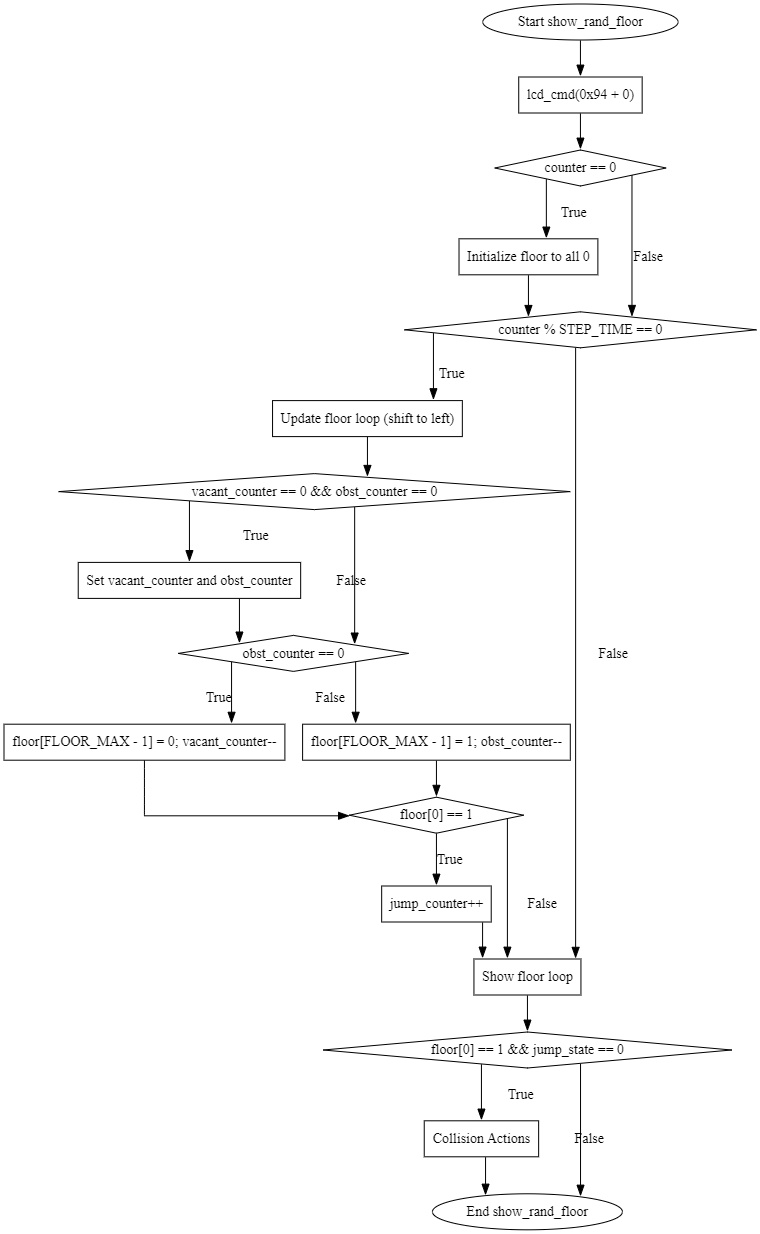 Start show_rand_floor
lcd_cmd(0x94 + 0)
counter == 0
True
Initialize floor to all 0
False
counter % STEP_TIME == 0
True
Update floor loop (shift to left)
vacant_counter == 0 && obst_counter == 0
True
Set vacant_counter and obst_counter
False
obst_counter == 0
False
True
False
floor[FLOOR_MAX - 1] = 0; vacant_counter--
floor[FLOOR_MAX - 1] = 1; obst_counter--
floor[0] == 1
True
jump_counter++
False
Show floor loop
floor[0] == 1 && jump_state == 0
True
Collision Actions
False
End show_rand_floor